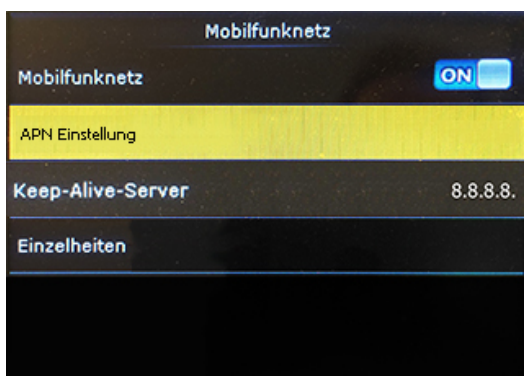 Mobilfunknetz
Mobilfunknetz ON
APN Einstellung
Keep-Alive-Server 8.8.8.8.
Einzelheiten